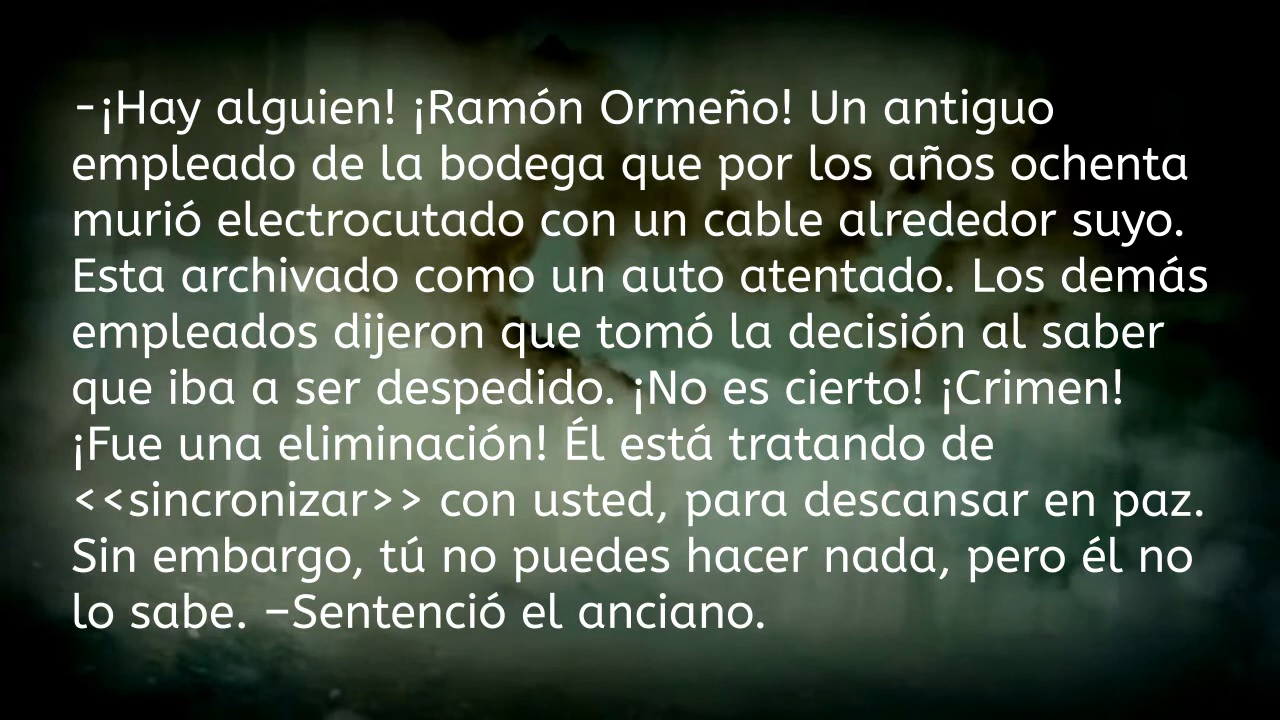 -¡Hay alguien! ¡Ramón Ormeño! Un antiguo
empleado de la bodega que por los años ochenta
murió electrocutado con un cable alrededor suyo.
Esta archivado como un auto atentado. Los demás
empleados dijeron que tomó la decisión al saber
que iba a ser despedido. ¡No es cierto! ¡Crimen!
¡Fue una eliminación! Él está tratando de
<<sincronizar>> con usted, para descansar en paz.
Sin embargo, tú no puedes hacer nada, pero él no
lo sabe. –Sentenció el anciano.